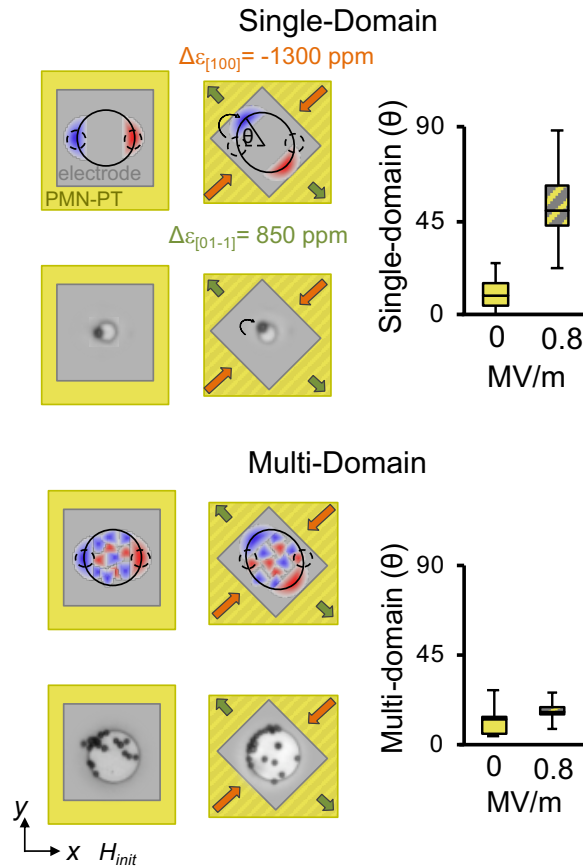 Single-Domain
Δε[100]= -1300 ppm
θ
electrode
PMN-PT
Δε[01-1]= 850 ppm
Single-domain (θ)
90
45
0
0 0.8
MV/m
Multi-Domain
Multi-domain (θ)
90
45
0
0 0.8
MV/m
y
x H_init